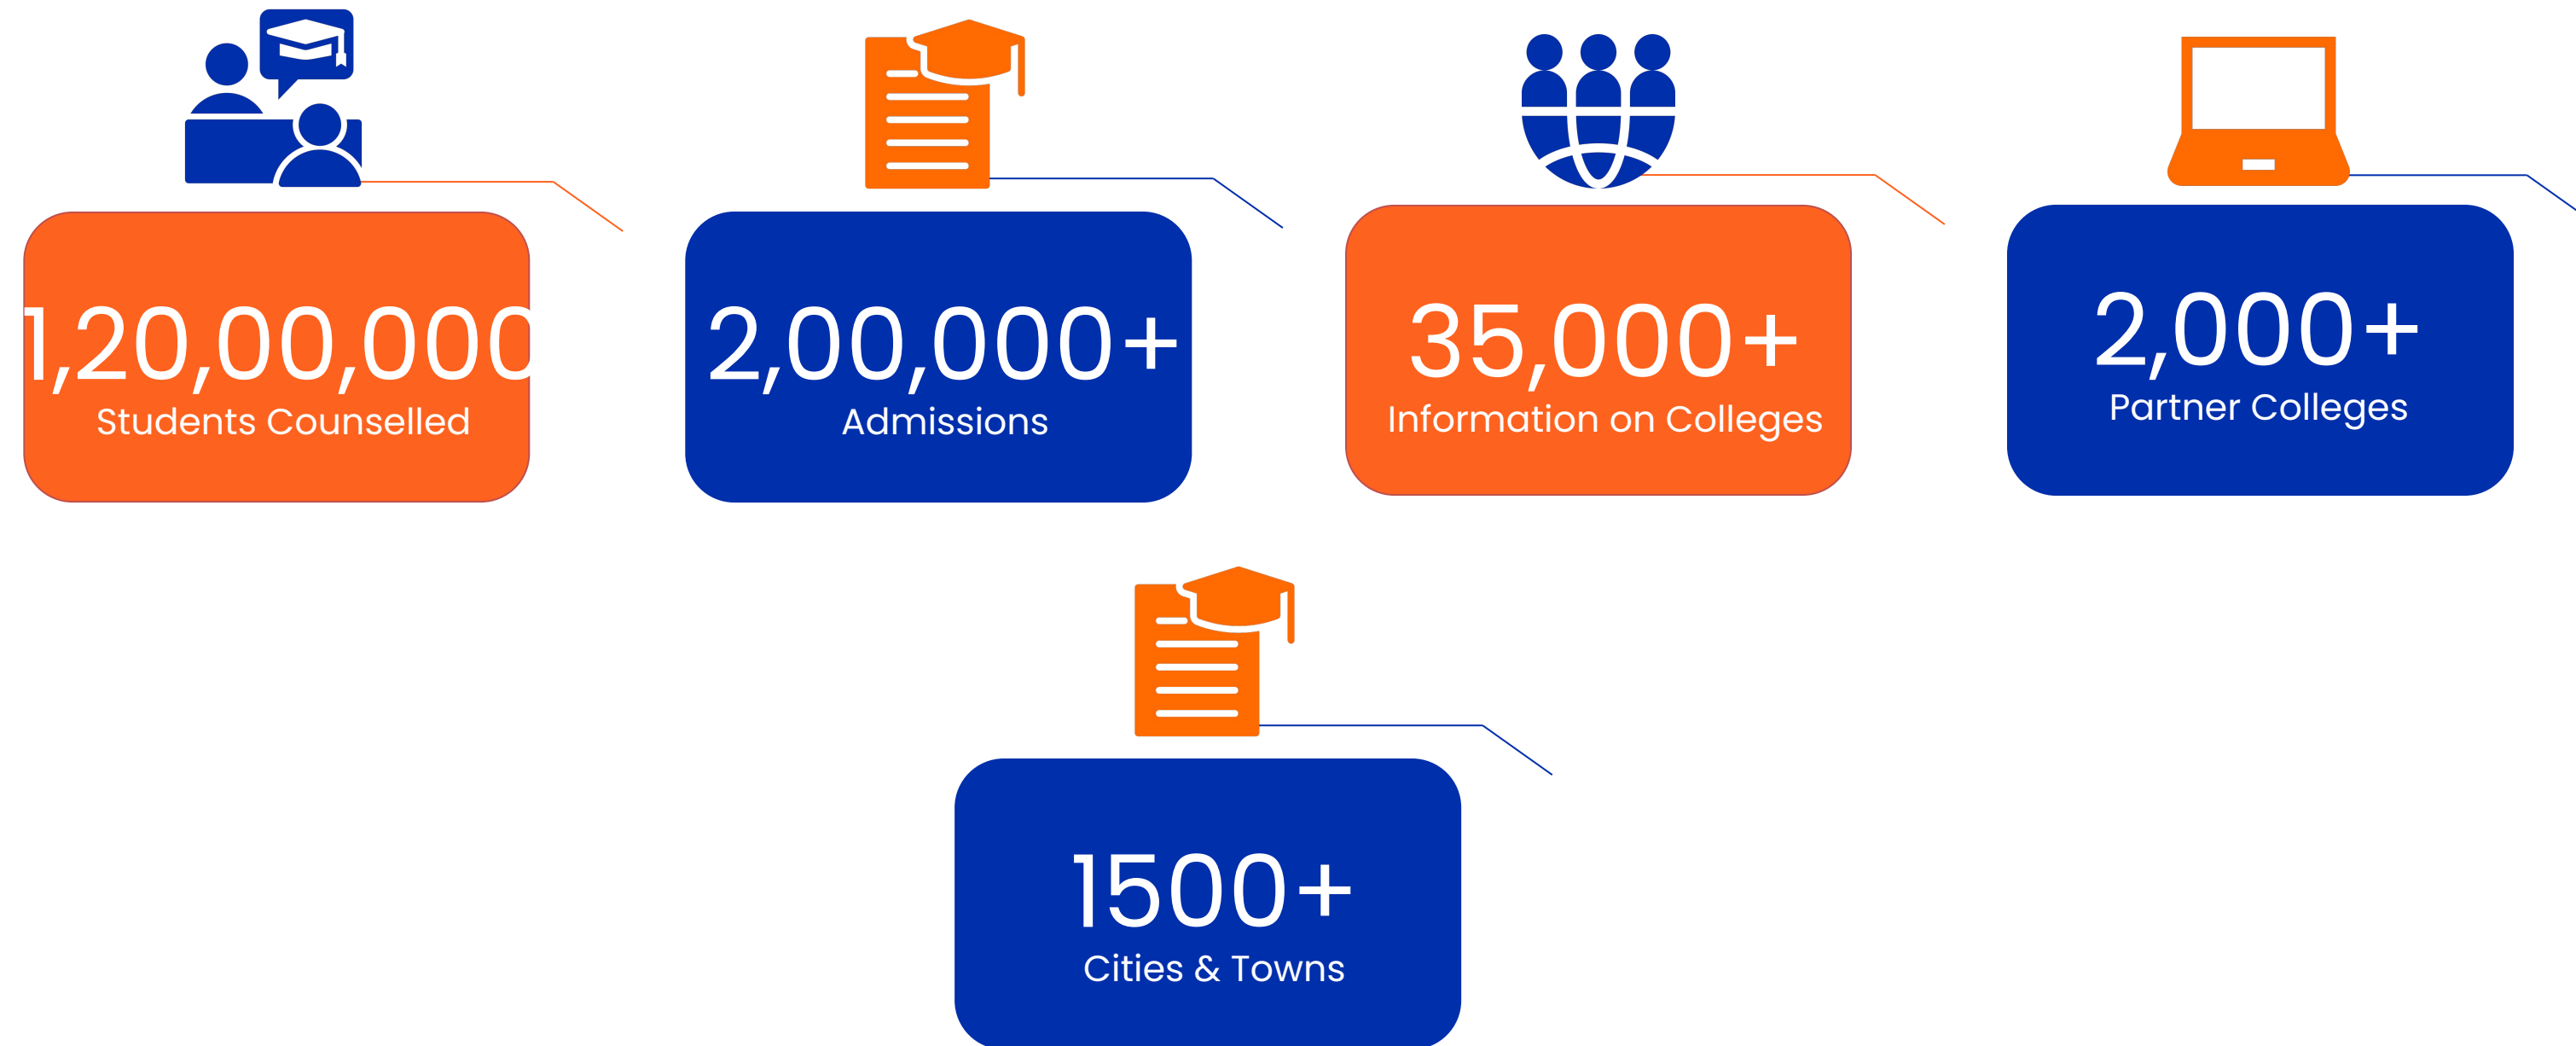 1,20,00,000
Students Counselled
2,00,000+
Admissions
35,000+
Information on Colleges
2,000+
Partner Colleges
1500+
Cities & Towns